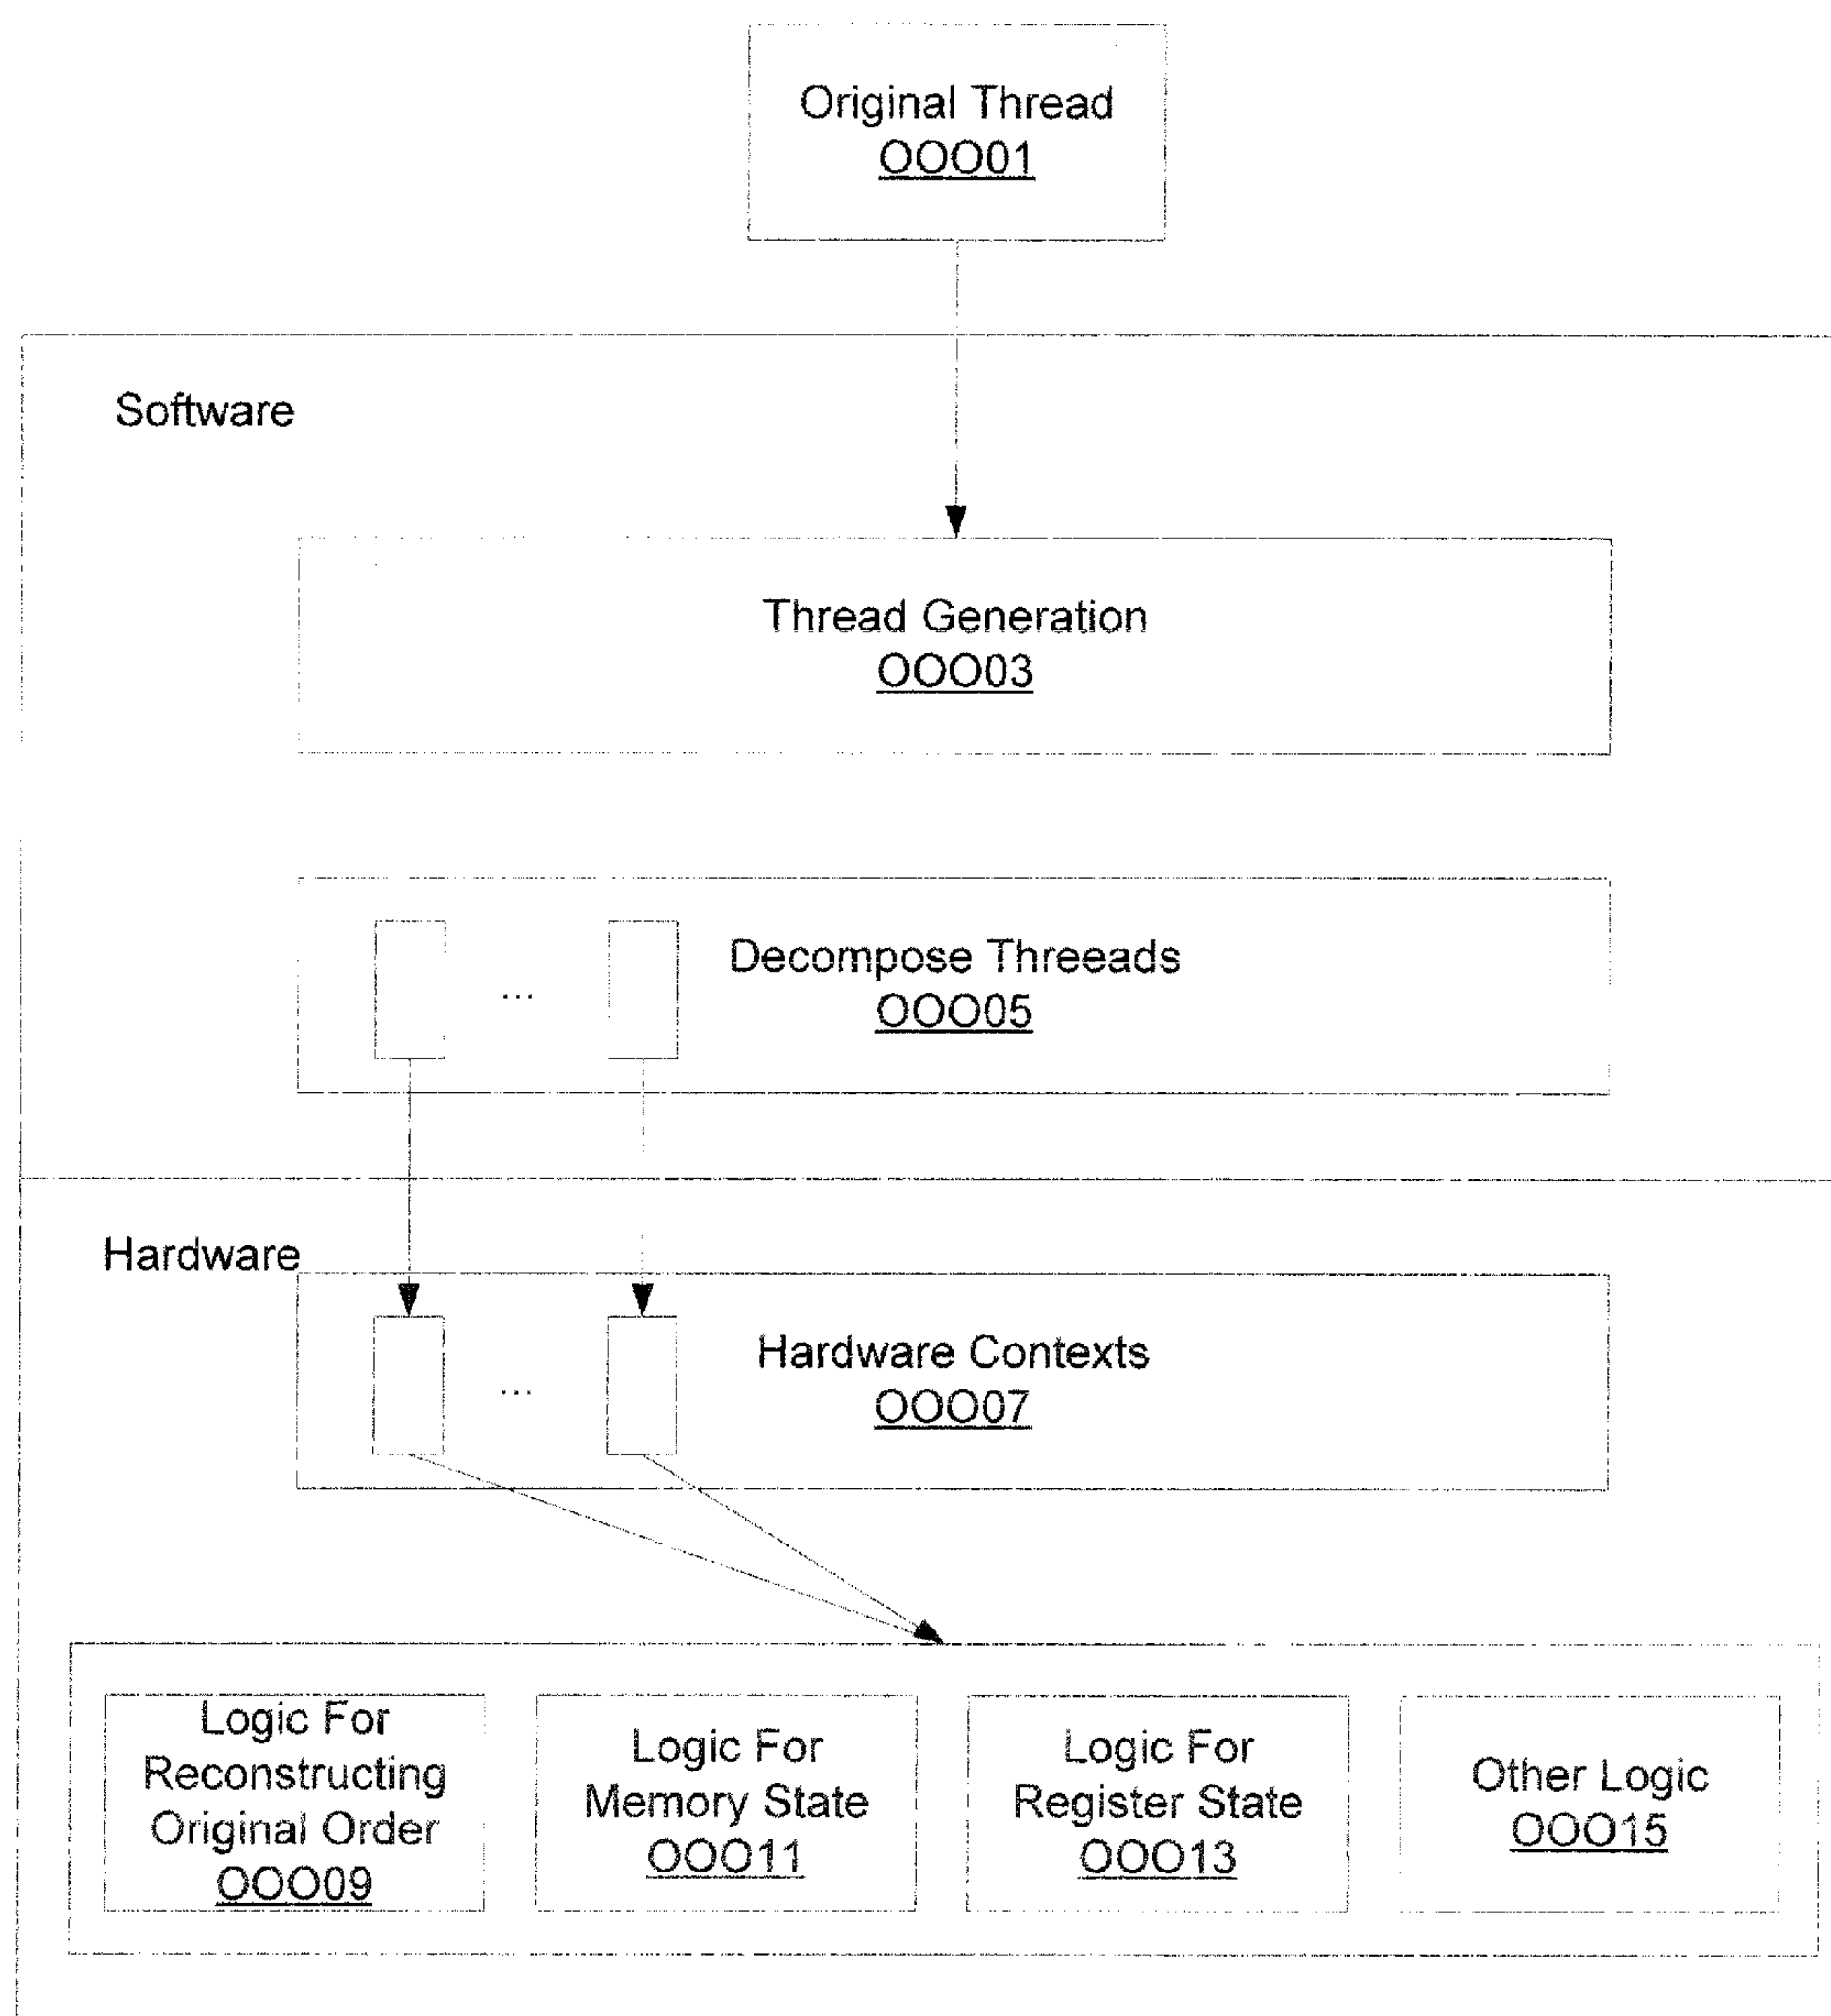 Original Thread
OOO01
Software
Thread Generation
OOO03
Decompose Threeads
...
OOO05
Hardware
Hardware Contexts
...
OOO07
Logic For
Reconstructing
Original Order
OOO09
Logic For
Memory State
OOO11
Logic For
Register State
OOO13
Other Logic
OOO15